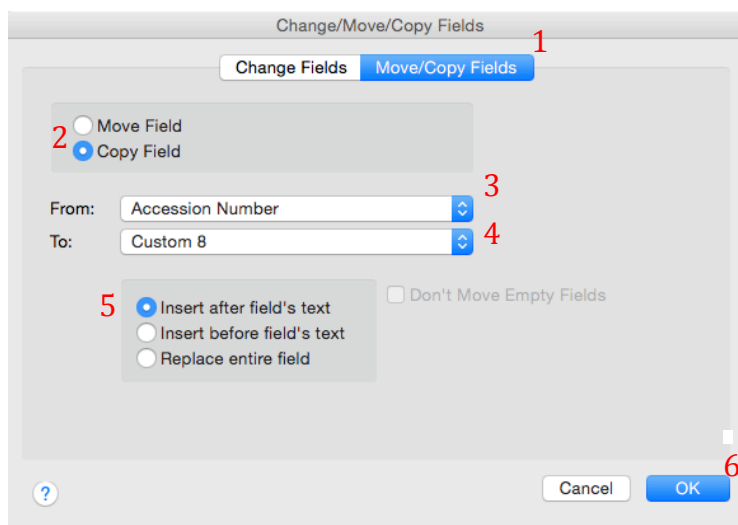 Change/Move/Copy Fields
1
Change Fields Move/Copy Fields
Move Field
2
Copy Field
3
From: Accession Number
To: Custom 8 4
5 Insert after field's text Don't Move Empty Fields
Insert before field's text
Replace entire field
6
? Cancel OK